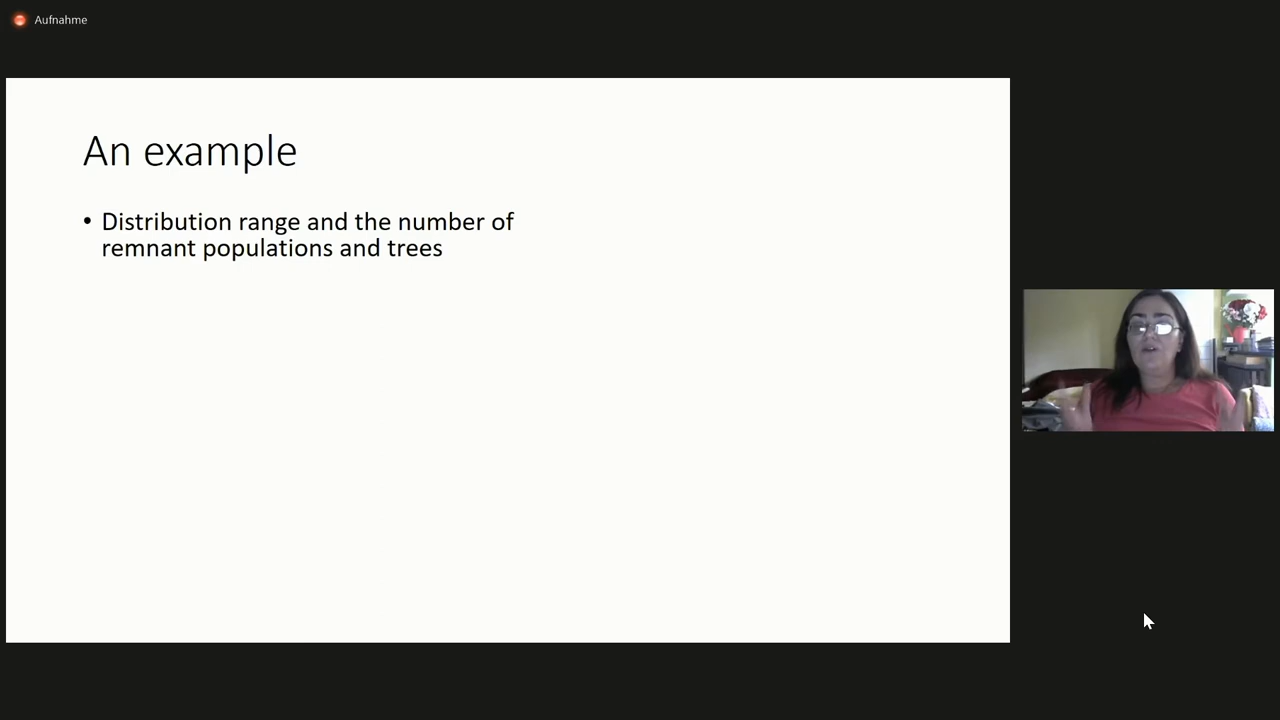 Aufnahme
An example
• Distribution range and the number of
remnant populations and trees